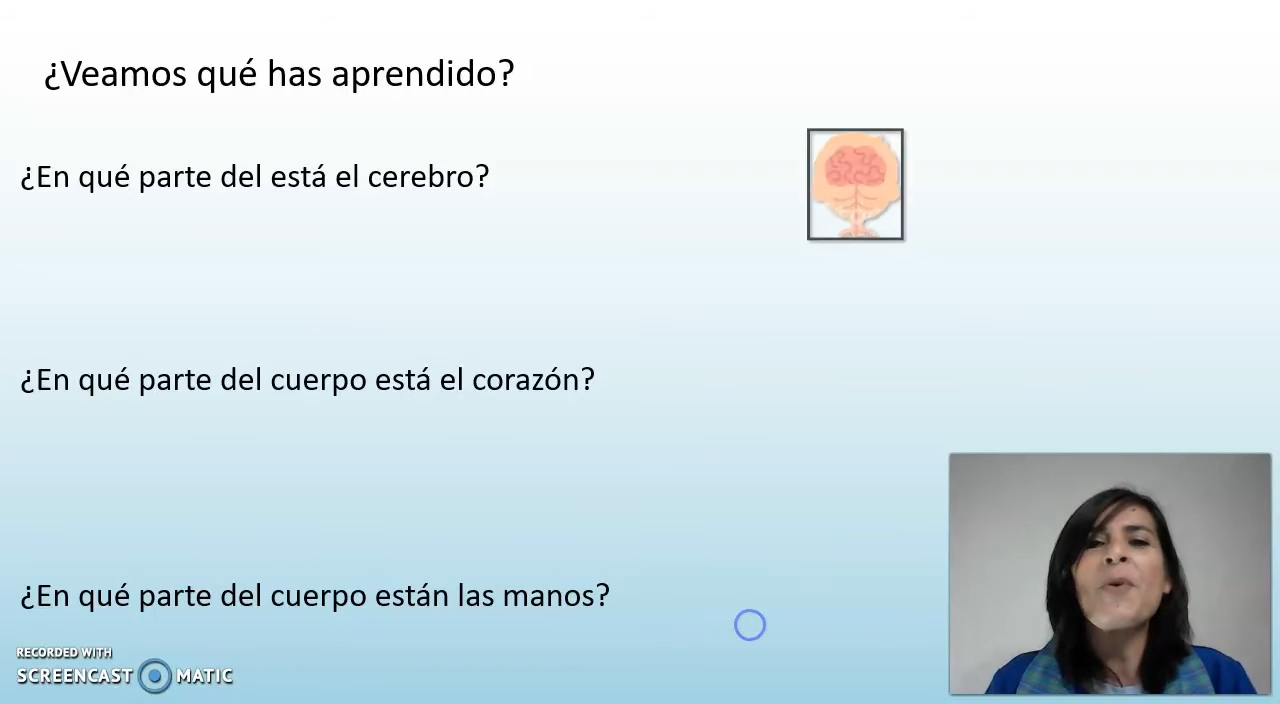 ¿Veamos qué has aprendido?
¿En qué parte del está el cerebro?
¿En qué parte del cuerpo está el corazón?
¿En qué parte del cuerpo están las manos?
RECORDED WITH
SCREENCAST MATIC